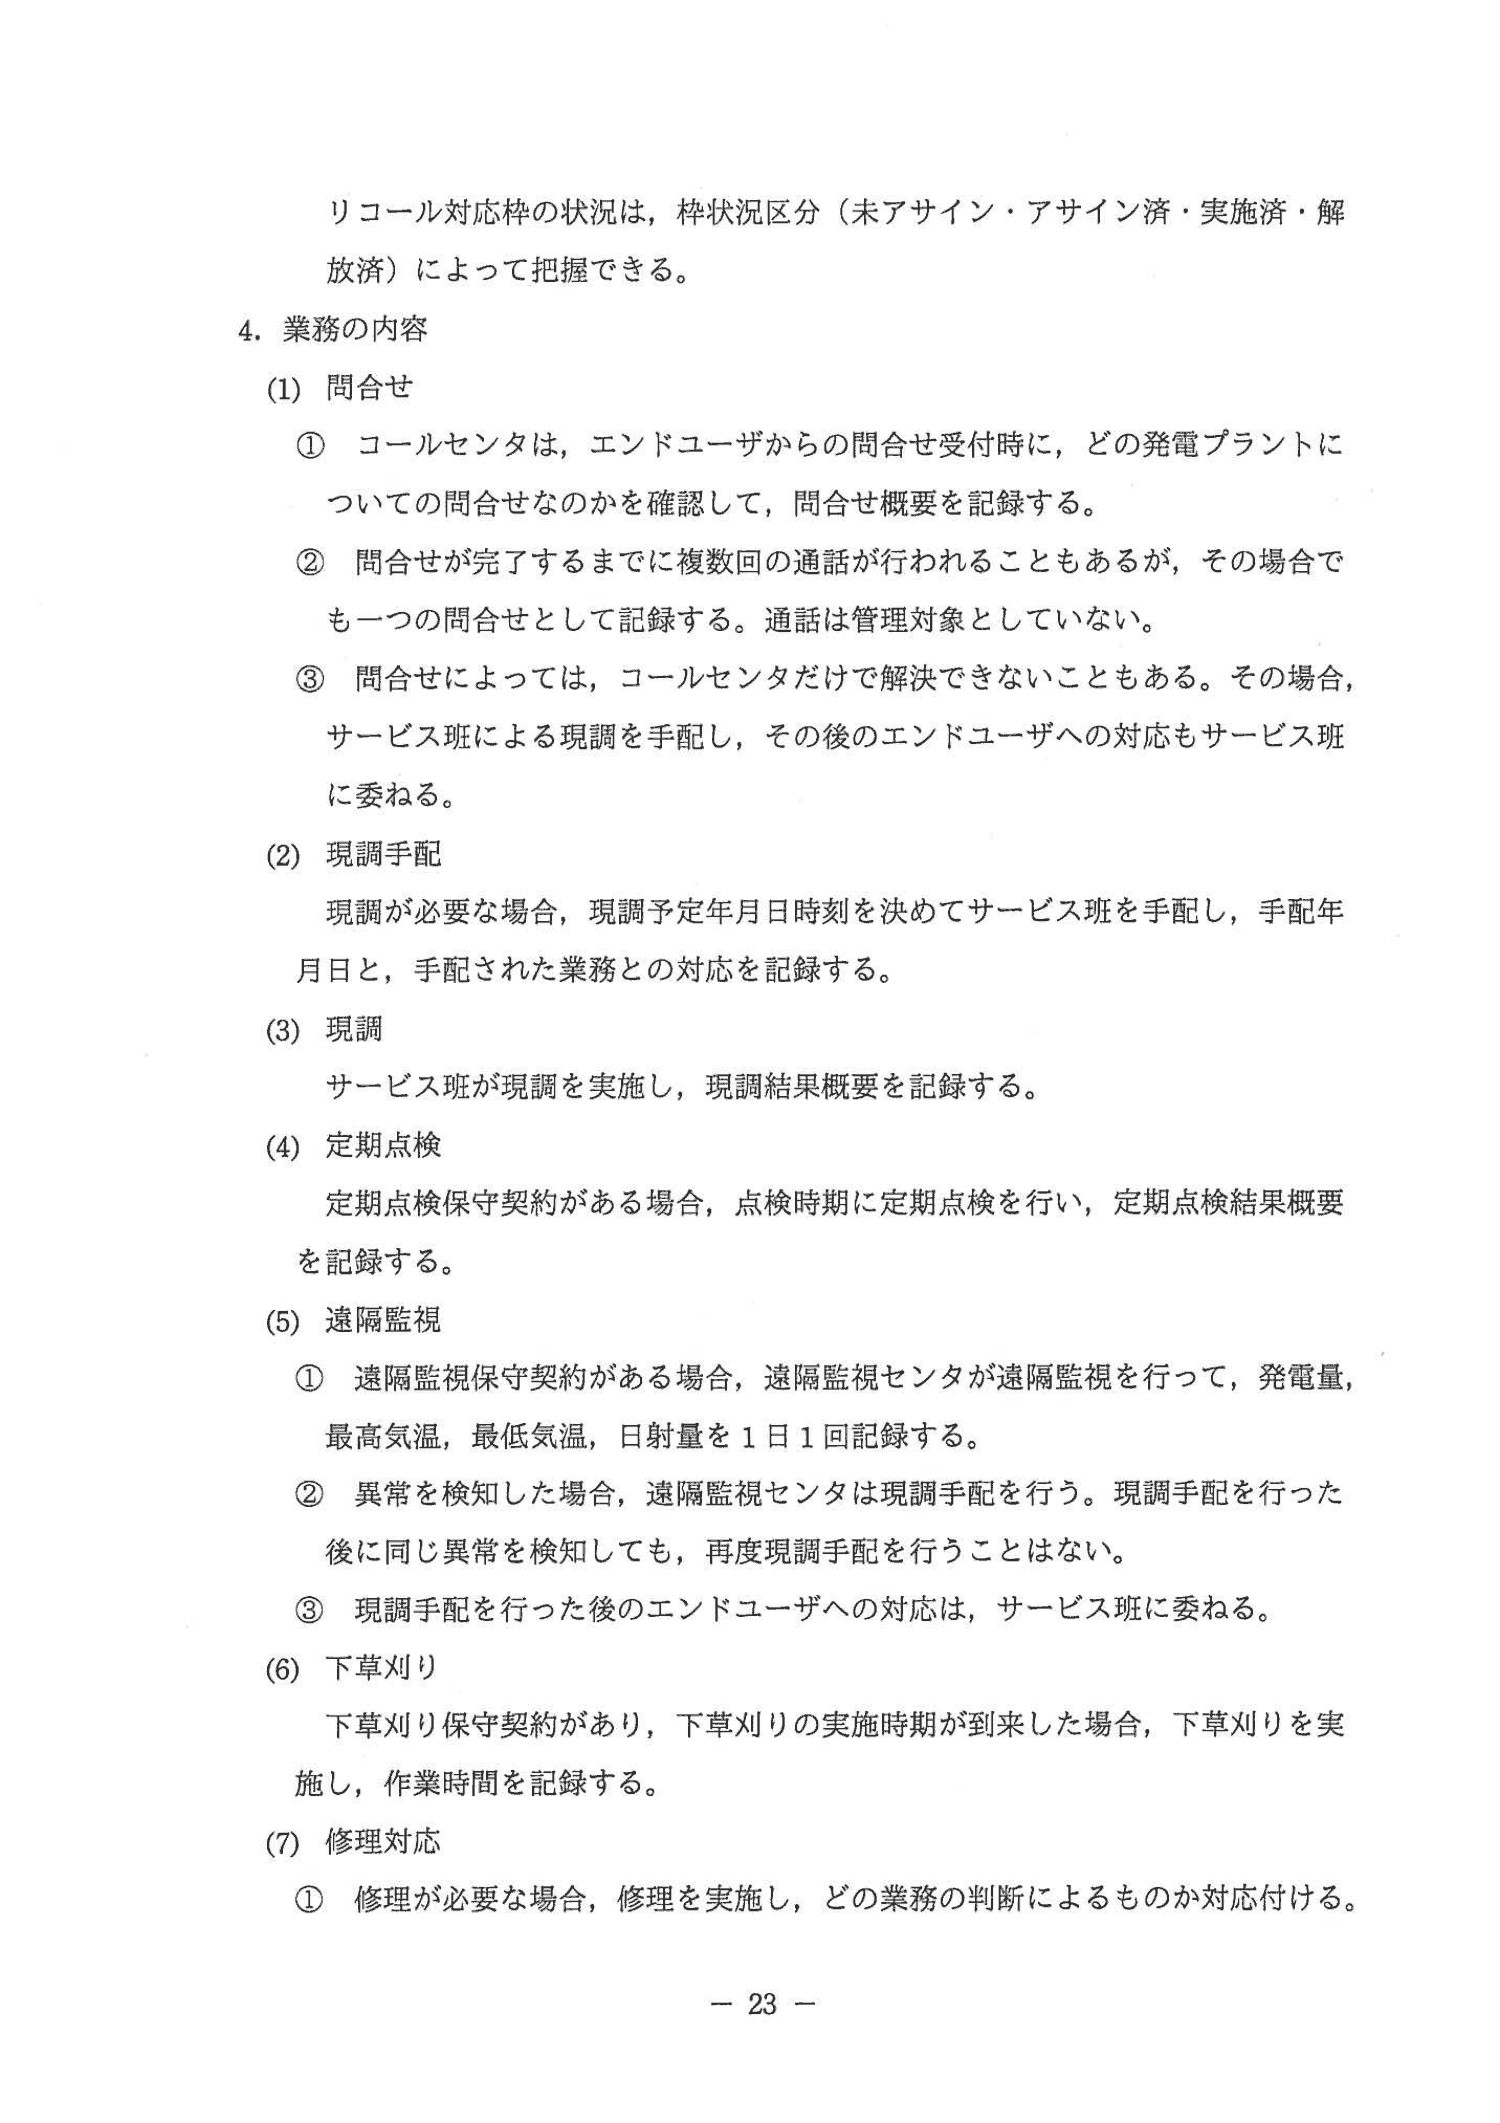 リコール対応枠の状況は，枠状況区分（未アサイン・アサイン済・実施済・解
放済）によって把握できる。
4．業務の内容
(1) 問合せ
① コールセンタは，エンドユーザからの問合せ受付時に，どの発電プラントに
ついての問合せなのかを確認して，問合せ概要を記録する。
② 問合せが完了するまでに複数回の通話が行われることもあるが，その場合で
も一つの問合せとして記録する。通話は管理対象としていない。
③ 問合せによっては，コールセンタだけで解決できないこともある。その場合，
サービス班による現調を手配し，その後のエンドユーザへの対応もサービス班
に委ねる。
(2) 現調手配
現調が必要な場合，現調予定年月日時刻を決めてサービス班を手配し，手配年
月日と，手配された業務との対応を記録する。
(3) 現調
サービス班が現調を実施し，現調結果概要を記録する。
(4) 定期点検
定期点検保守契約がある場合，点検時期に定期点検を行い，定期点検結果概要
を記録する。
(5) 遠隔監視
① 遠隔監視保守契約がある場合，遠隔監視センタが遠隔監視を行って，発電量，
最高気温，最低気温，日射量を1日1回記録する。
② 異常を検知した場合，遠隔監視センタは現調手配を行う。現調手配を行った
後に同じ異常を検知しても，再度現調手配を行うことはない。
③ 現調手配を行った後のエンドユーザへの対応は，サービス班に委ねる。
(6) 下草刈り
下草刈り保守契約があり，下草刈りの実施時期が到来した場合，下草刈りを実
施し，作業時間を記録する。
(7) 修理対応
① 修理が必要な場合，修理を実施し，どの業務の判断によるものか対応付ける。
－ 23 －